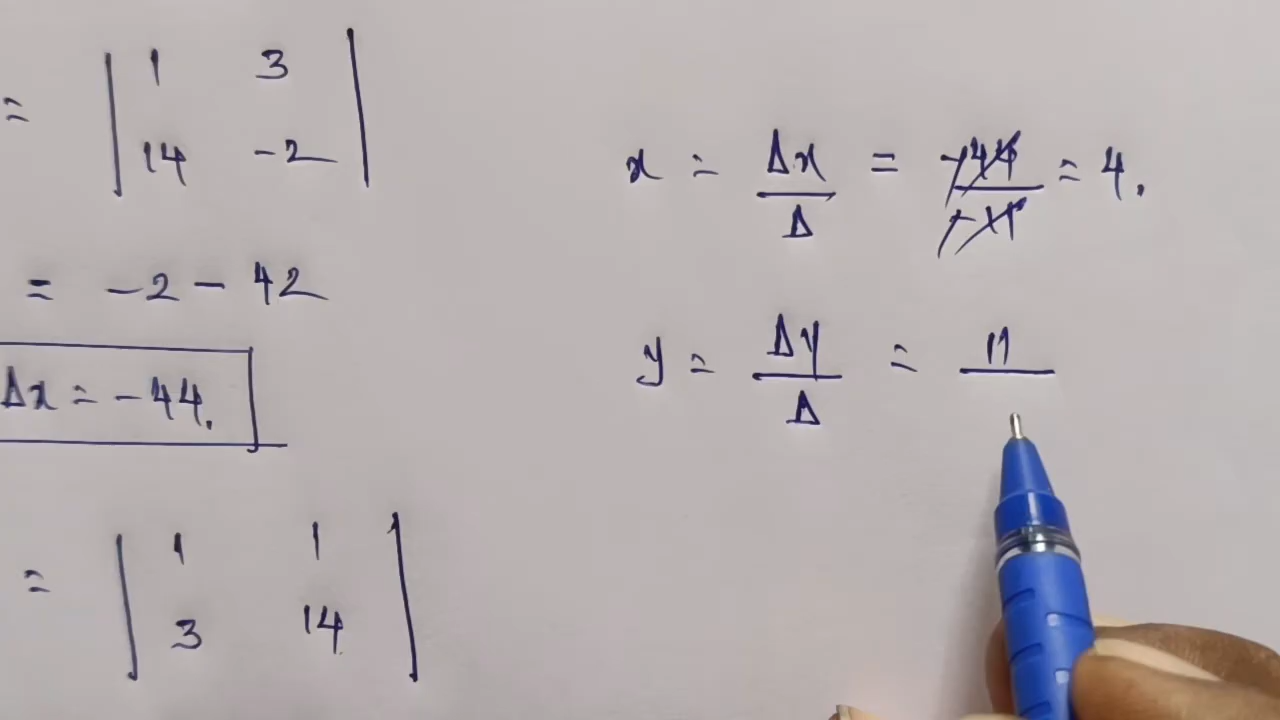 = | 1 3 |
| 14 -2 |
= -2 - 42
Δx = -44.
= | 1 1 |
| 3 14 |
x = Δx / Δ = -44 / -11 = 4.
y = Δy / Δ = 11 /